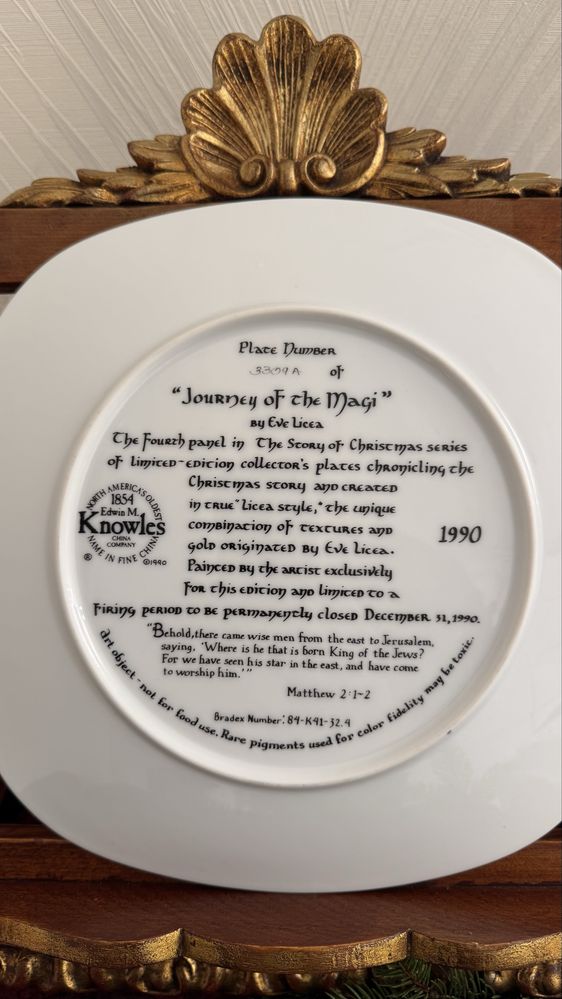 Plate Number
3309A of
"Journey of the Magi"
by Eve Licea
The Fourth panel in The Story of Christmas series
of limited-edition collector's plates chronicling the
Christmas story and created
in true "Licea style," the unique
combination of textures and
gold originated by Eve Licea.
Painted by the artist exclusively
for this edition and limited to a
firing period to be permanently closed December 31, 1990.
NORTH AMERICA'S OLDEST
1854
Edwin M.
Knowles
CHINA
COMPANY
NAME IN FINE CHINA
® ©1990
1990
"Behold, there came wise men from the east to Jerusalem,
saying, 'Where is he that is born King of the Jews?
For we have seen his star in the east, and have come
to worship him.'"
Matthew 2:1-2
Bradex Number: 84-K41-32.4
Art object - not for food use. Rare pigments used for color fidelity may be toxic.